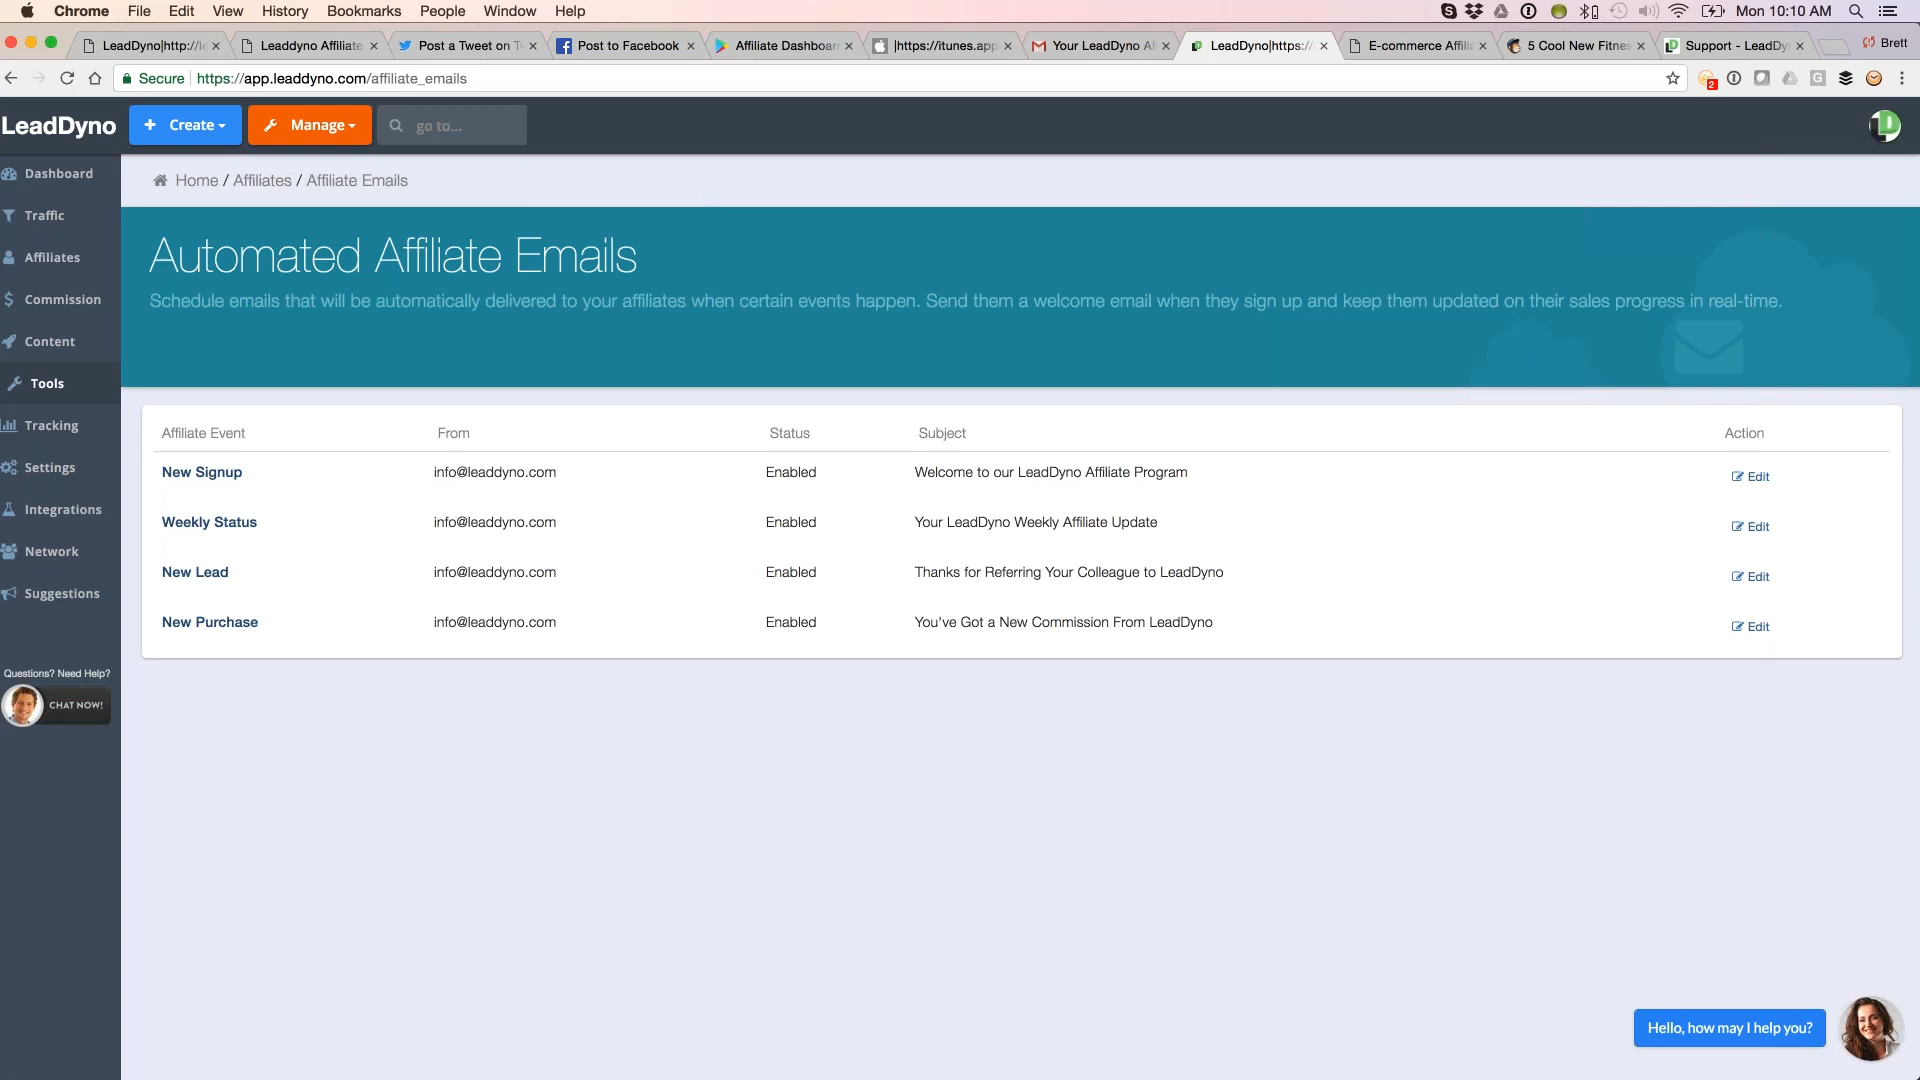 Chrome File Edit View History Bookmarks People Window Help Mon 10:10 AM
LeadDyno|http://l Leaddyno Affiliate Post a Tweet on T Post to Facebook Affiliate Dashboar |https://itunes.app Your LeadDyno Af LeadDyno|https:/ E-commerce Affili 5 Cool New Fitnes Support - LeadDy Brett
Secure https://app.leaddyno.com/affiliate_emails 2
LeadDyno + Create Manage go to...
Dashboard
Traffic
Affiliates
Commission
Content
Tools
Tracking
Settings
Integrations
Network
Suggestions
Questions? Need Help?
CHAT NOW!
Home / Affiliates / Affiliate Emails
Automated Affiliate Emails
Schedule emails that will be automatically delivered to your affiliates when certain events happen. Send them a welcome email when they sign up and keep them updated on their sales progress in real-time.
Affiliate Event From Status Subject Action
New Signup info@leaddyno.com Enabled Welcome to our LeadDyno Affiliate Program Edit
Weekly Status info@leaddyno.com Enabled Your LeadDyno Weekly Affiliate Update Edit
New Lead info@leaddyno.com Enabled Thanks for Referring Your Colleague to LeadDyno Edit
New Purchase info@leaddyno.com Enabled You've Got a New Commission From LeadDyno Edit
Hello, how may I help you?